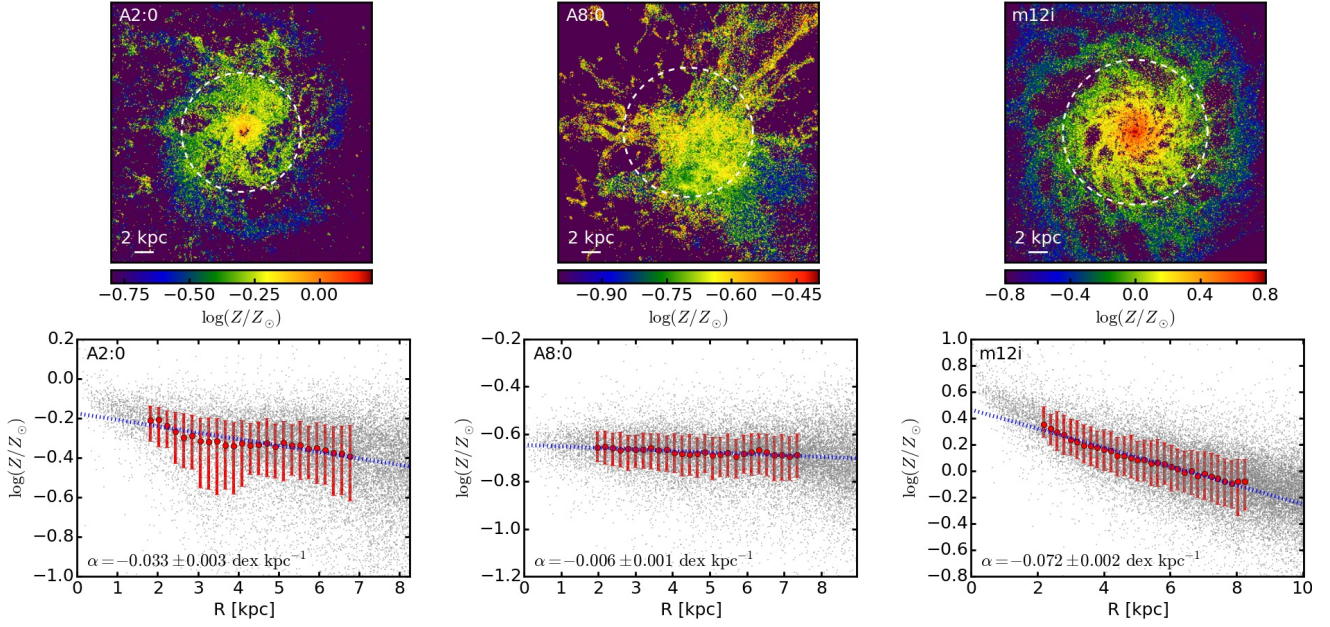 A2:0
2 kpc
−0.75 −0.50 −0.25 0.00
log(Z/Z⊙)
A8:0
2 kpc
−0.90 −0.75 −0.60 −0.45
log(Z/Z⊙)
m12i
2 kpc
−0.8 −0.4 0.0 0.4 0.8
log(Z/Z⊙)
A2:0
0.2
0.0
−0.2
−0.4
−0.6
−0.8
−1.0
log(Z/Z⊙)
α=−0.033±0.003 dex kpc⁻¹
0 1 2 3 4 5 6 7 8
R [kpc]
A8:0
−0.2
−0.4
−0.6
−0.8
−1.0
−1.2
log(Z/Z⊙)
α=−0.006±0.001 dex kpc⁻¹
0 1 2 3 4 5 6 7 8
R [kpc]
m12i
1.0
0.8
0.6
0.4
0.2
0.0
−0.2
−0.4
−0.6
−0.8
log(Z/Z⊙)
α=−0.072±0.002 dex kpc⁻¹
0 2 4 6 8 10
R [kpc]